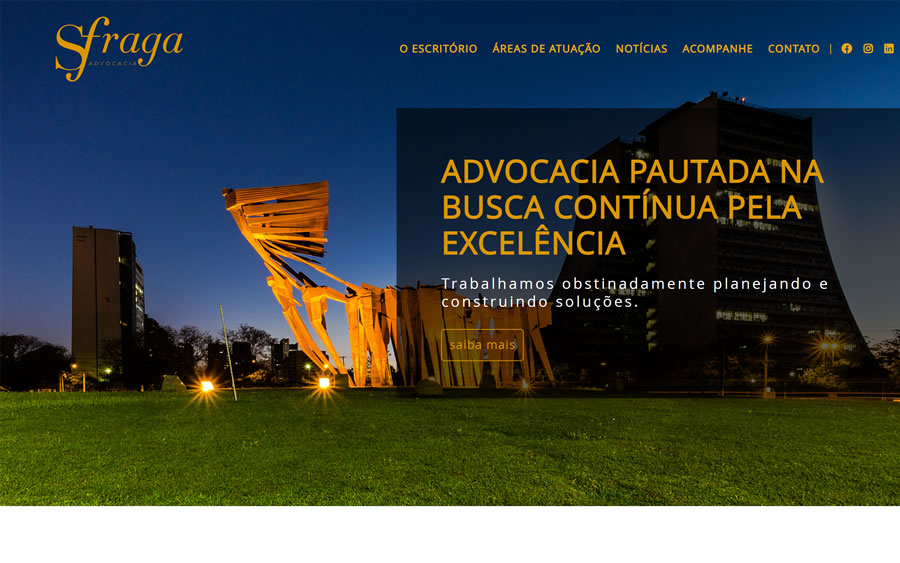 Sfraga
ADVOCACIA
O ESCRITÓRIO ÁREAS DE ATUAÇÃO NOTÍCIAS ACOMPANHE CONTATO |
ADVOCACIA PAUTADA NA
BUSCA CONTÍNUA PELA
EXCELÊNCIA
Trabalhamos obstinadamente planejando e
construindo soluções.
saiba mais